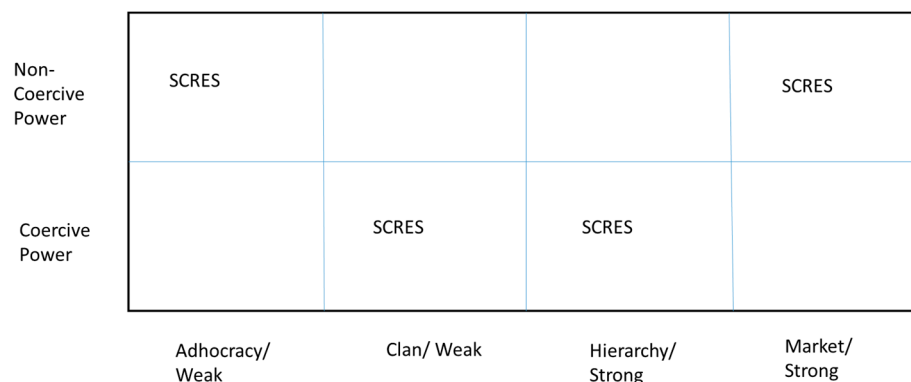 Non-
Coercive
Power
SCRES
SCRES
Coercive
Power
SCRES
SCRES
Adhocracy/
Weak
Clan/ Weak
Hierarchy/
Strong
Market/
Strong